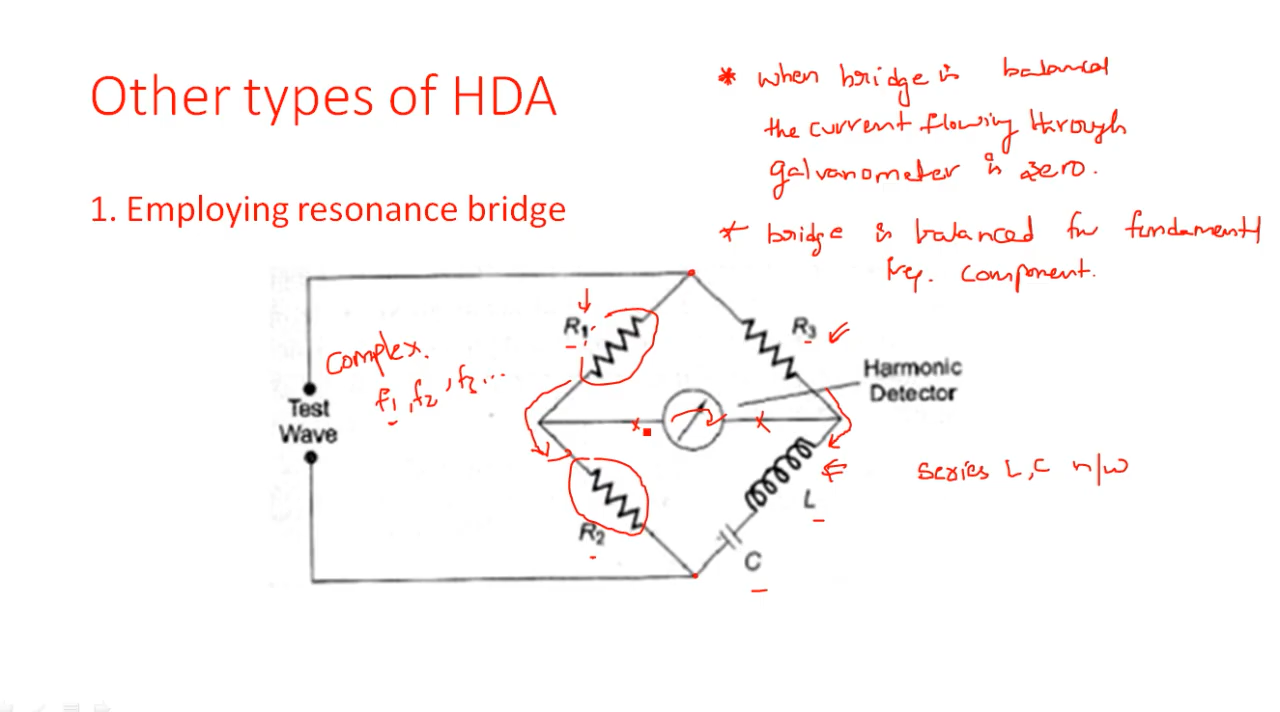 Other types of HDA
1. Employing resonance bridge
* when bridge is balanced
the current flowing through
galvanometer is zero.
* bridge is balanced for fundamental
freq. component.
R1
R3
Complex.
f1, f2, f3...
Harmonic
Detector
Test
Wave
series L, C n/w
L
R2
C